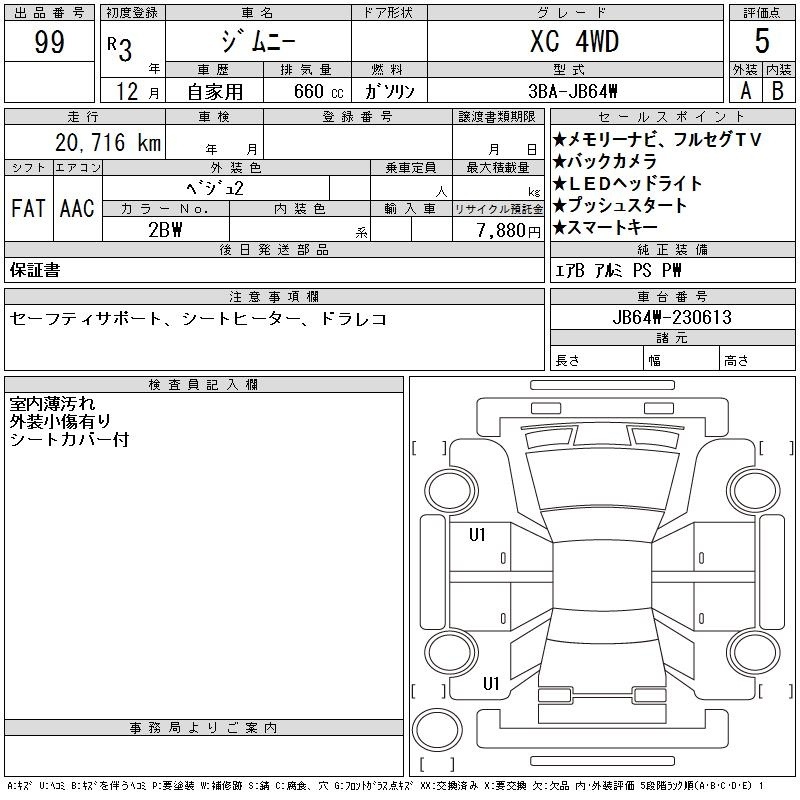 出品番号
99
初度登録
R 3 年
12 月
車名
ジムニー
ドア形状
グレード
XC 4WD
評価点
5
車歴
自家用
排気量
660 CC
燃料
ガソリン
型式
3BA-JB64W
外装 内装
A B
走行
20,716 km
車検
年 月
登録番号
譲渡書類期限
月 日
シフト
FAT
エアコン
AAC
外装色
ベジュ2
乗車定員
人
最大積載量
kg
カラーNo.
2BW
内装色
系
輸入車
リサイクル預託金
7,880円
セールスポイント
★メモリーナビ、フルセグTV
★バックカメラ
★LEDヘッドライト
★プッシュスタート
★スマートキー
後日発送部品
保証書
純正装備
エアB アルミ PS PW
注意事項欄
セーフティサポート、シートヒーター、ドラレコ
車台番号
JB64W-230613
諸元
長さ 幅 高さ
検査員記入欄
室内薄汚れ
外装小傷有り
シートカバー付
U1
U1
事務局よりご案内
A:キズ U:ヘコミ B:キズを伴うヘコミ P:要塗装 W:補修跡 S:錆 C:腐食、穴 G:フロントガラス点キズ XX:交換済み X:要交換 欠:欠品 内・外装評価 5段階ランク順(A・B・C・D・E) 1